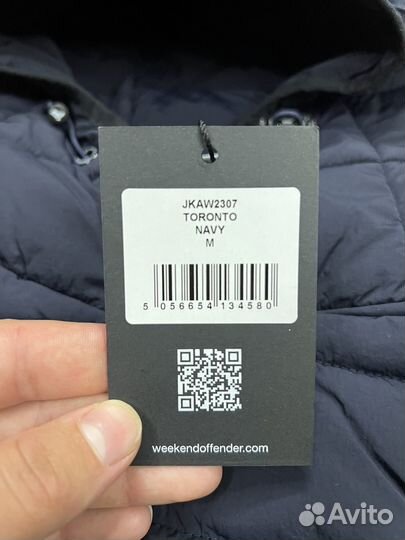 JKAW2307
TORONTO
NAVY
M
5 056654 134580
weekendoffender.com
Avito